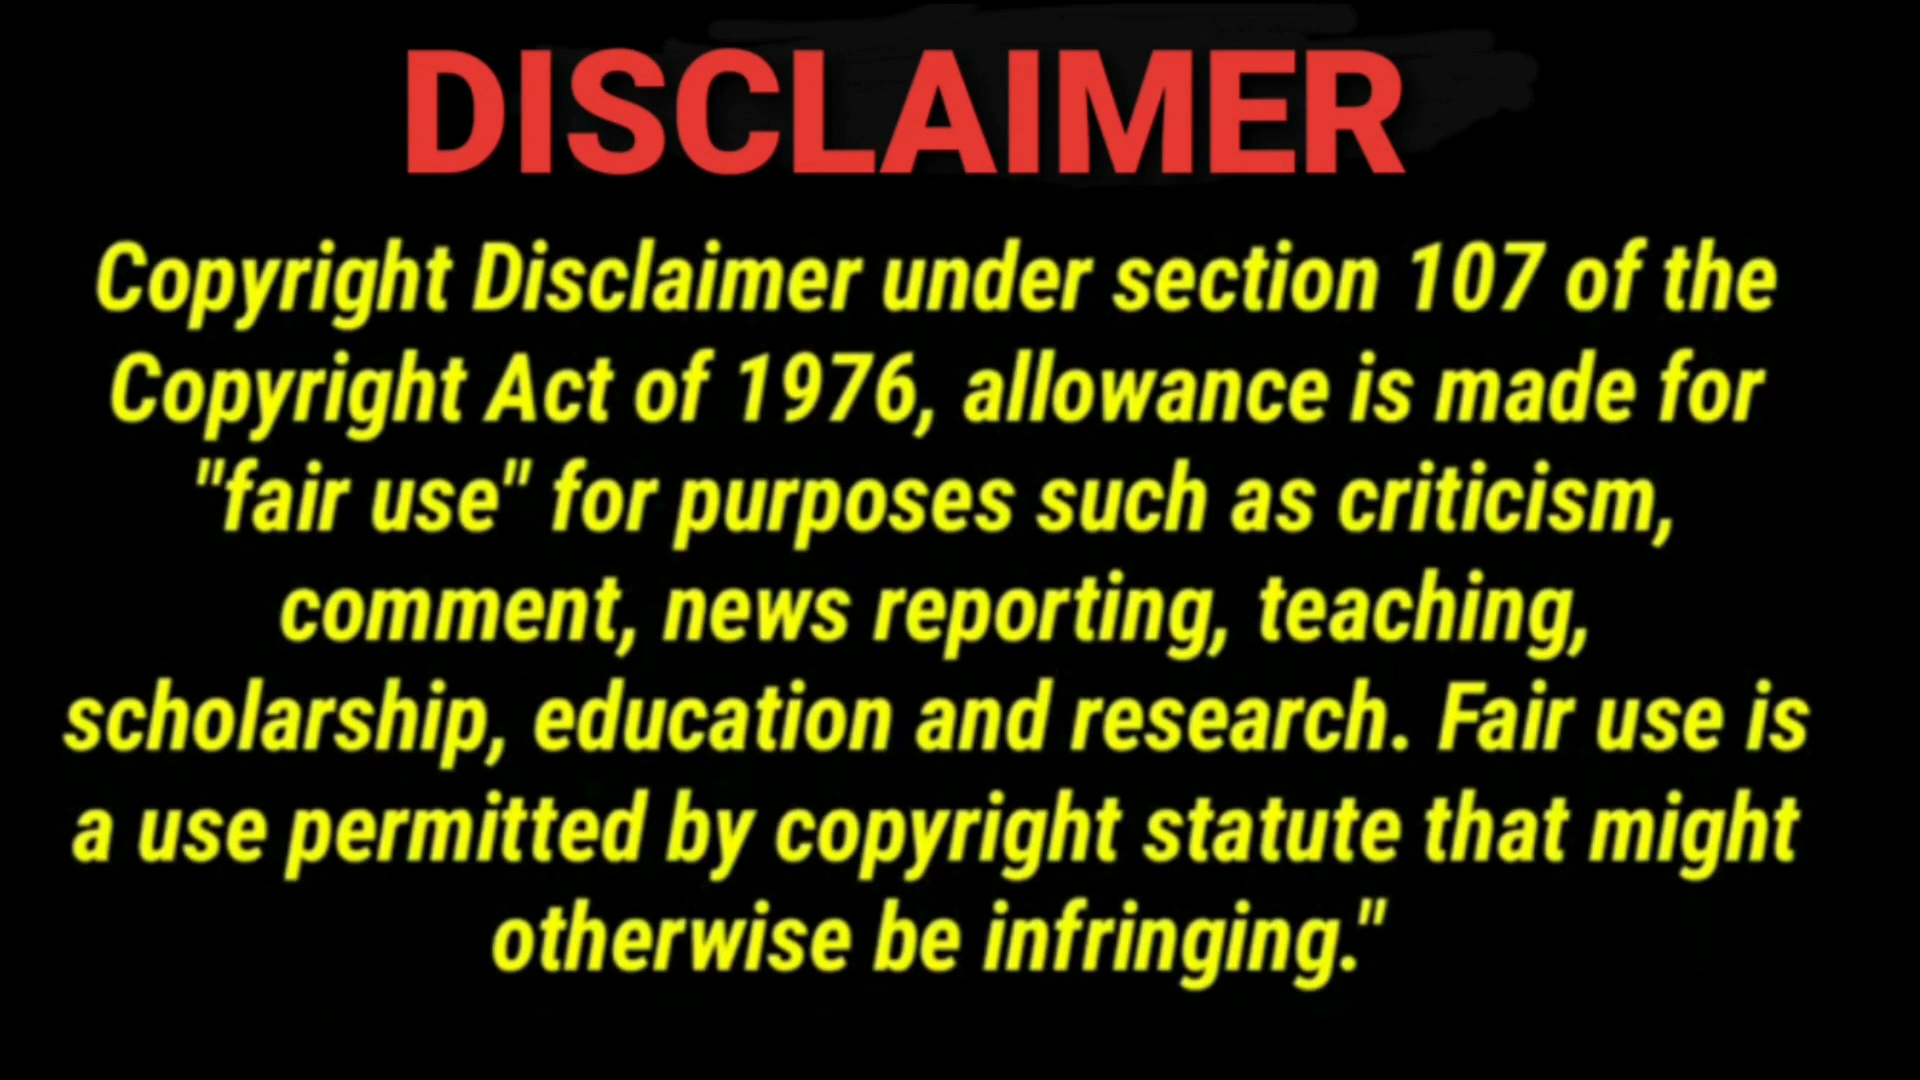 DISCLAIMER
Copyright Disclaimer under section 107 of the
Copyright Act of 1976, allowance is made for
"fair use" for purposes such as criticism,
comment, news reporting, teaching,
scholarship, education and research. Fair use is
a use permitted by copyright statute that might
otherwise be infringing."